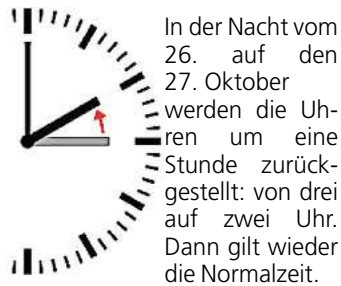 In der Nacht vom
26. auf den
27. Oktober
werden die Uh-
ren um eine
Stunde zurück-
gestellt: von drei
auf zwei Uhr.
Dann gilt wieder
die Normalzeit.